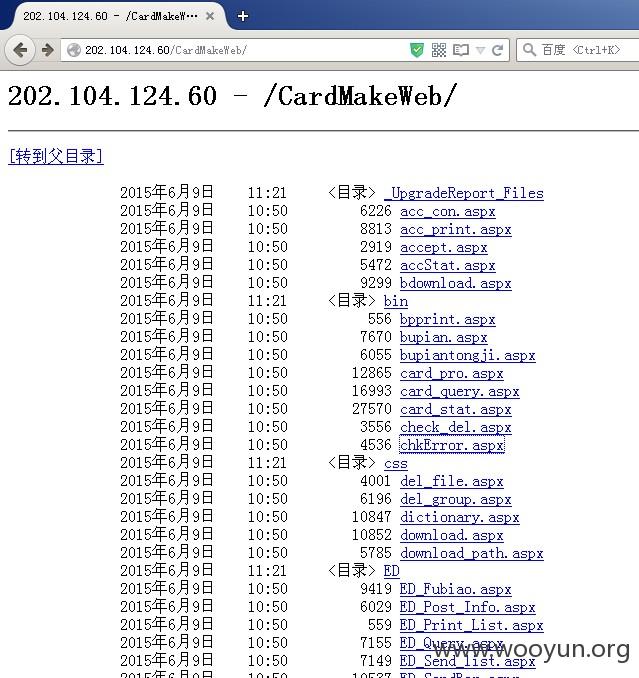 202.104.124.60 - /CardMakeW...
202.104.124.60/CardMakeWeb/
百度 <Ctrl+K>
202.104.124.60 - /CardMakeWeb/
[转到父目录]
2015年6月9日 11:21 <目录> _UpgradeReport_Files
2015年6月9日 10:50 6226 acc_con.aspx
2015年6月9日 10:50 8813 acc_print.aspx
2015年6月9日 10:50 2919 accept.aspx
2015年6月9日 10:50 5472 accStat.aspx
2015年6月9日 10:50 9299 bdownload.aspx
2015年6月9日 11:21 <目录> bin
2015年6月9日 10:50 556 bpprint.aspx
2015年6月9日 10:50 7670 bupian.aspx
2015年6月9日 10:50 6055 bupiantongji.aspx
2015年6月9日 10:50 12865 card_pro.aspx
2015年6月9日 10:50 16993 card_query.aspx
2015年6月9日 10:50 27570 card_stat.aspx
2015年6月9日 10:50 3556 check_del.aspx
2015年6月9日 10:50 4536 chkError.aspx
2015年6月9日 11:21 <目录> css
2015年6月9日 10:50 4001 del_file.aspx
2015年6月9日 10:50 6196 del_group.aspx
2015年6月9日 10:50 10847 dictionary.aspx
2015年6月9日 10:50 10852 download.aspx
2015年6月9日 10:50 5785 download_path.aspx
2015年6月9日 11:21 <目录> ED
2015年6月9日 10:50 9419 ED_Fubiao.aspx
2015年6月9日 10:50 6029 ED_Post_Info.aspx
2015年6月9日 10:50 559 ED_Print_List.aspx
2015年6月9日 10:50 7155 ED_Query.aspx
2015年6月9日 10:50 7149 ED_Send_list.aspx
www.wooyun.org